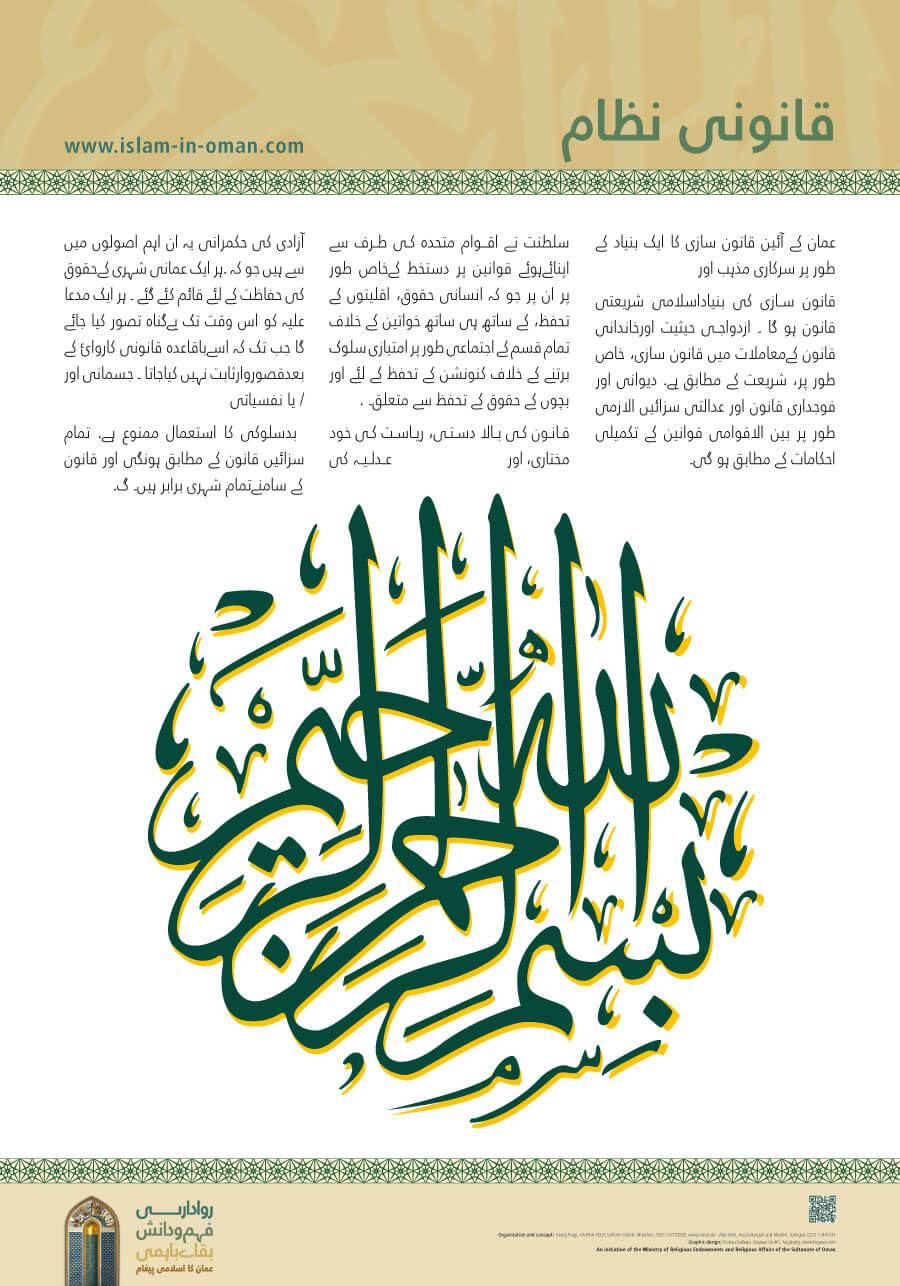 قانونی نظام
www.islam-in-oman.com
عمان کے آئین قانون سازی کا ایک بنیاد کے
طور پر سرکاری مذہب اور
قانون سازی کی بنیاداسلامی شریعتی
قانون ہو گا ۔ ازدواجی حیثیت اورخاندانی
قانون کےمعاملات میں قانون سازی، خاص
طور پر، شریعت کے مطابق ہے. دیوانی اور
فوجداری قانون اور عدالتی سزائیں الازمی
طور پر بین الاقوامی قوانین کے تکمیلی
احکامات کے مطابق ہو گی.
سلطنت نے اقوام متحدہ کی طرف سے
اپنائےہوئے قوانین پر دستخط کےخاص طور
پر ان پر جو کہ انسانی حقوق، اقلیتوں کے
تحفظ، کے ساتھ ہی ساتھ خواتین کے خلاف
تمام قسم کے اجتماعی طور پر امتیازی سلوک
برتنے کے خلاف کنونشن کے تحفظ کے لئے اور
بچوں کے حقوق کے تحفظ سے متعلق۔ .
قانون کی بالا دستی، ریاست کی خود
مختاری، اور عدلیہ کی
آزادی کی حکمرانی یہ ان اہم اصولوں میں
سے ہیں جو کہ .ہر ایک عمانی شہری کےحقوق
کی حفاظت کے لئے قائم کئے گئے ۔ ہر ایک مدعا
علیہ کو اس وقت تک بےگناہ تصور کیا جائے
گا جب تک کہ اسےباقاعدہ قانونی کاروائ کے
بعدقصوروارثابت نہیں کیاجاتا ۔ جسمانی اور
/ یا نفسیاتی
بدسلوکی کا استعمال ممنوع ہے. تمام
سزائیں قانون کے مطابق ہونگی اور قانون
کے سامنےتمام شہری برابر ہیں۔ گ.
بسم الله الرحمن الرحيم
رواداری
فہم ودانش
بقائے باہمی
عمان کا اسلامی پیغام
An initiative of the Ministry of Religious Endowments and Religious Affairs of the Sultanate of Oman